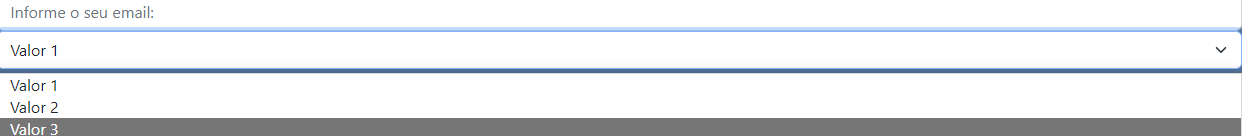 Informe o seu email:
Valor 1
Valor 1
Valor 2
Valor 3